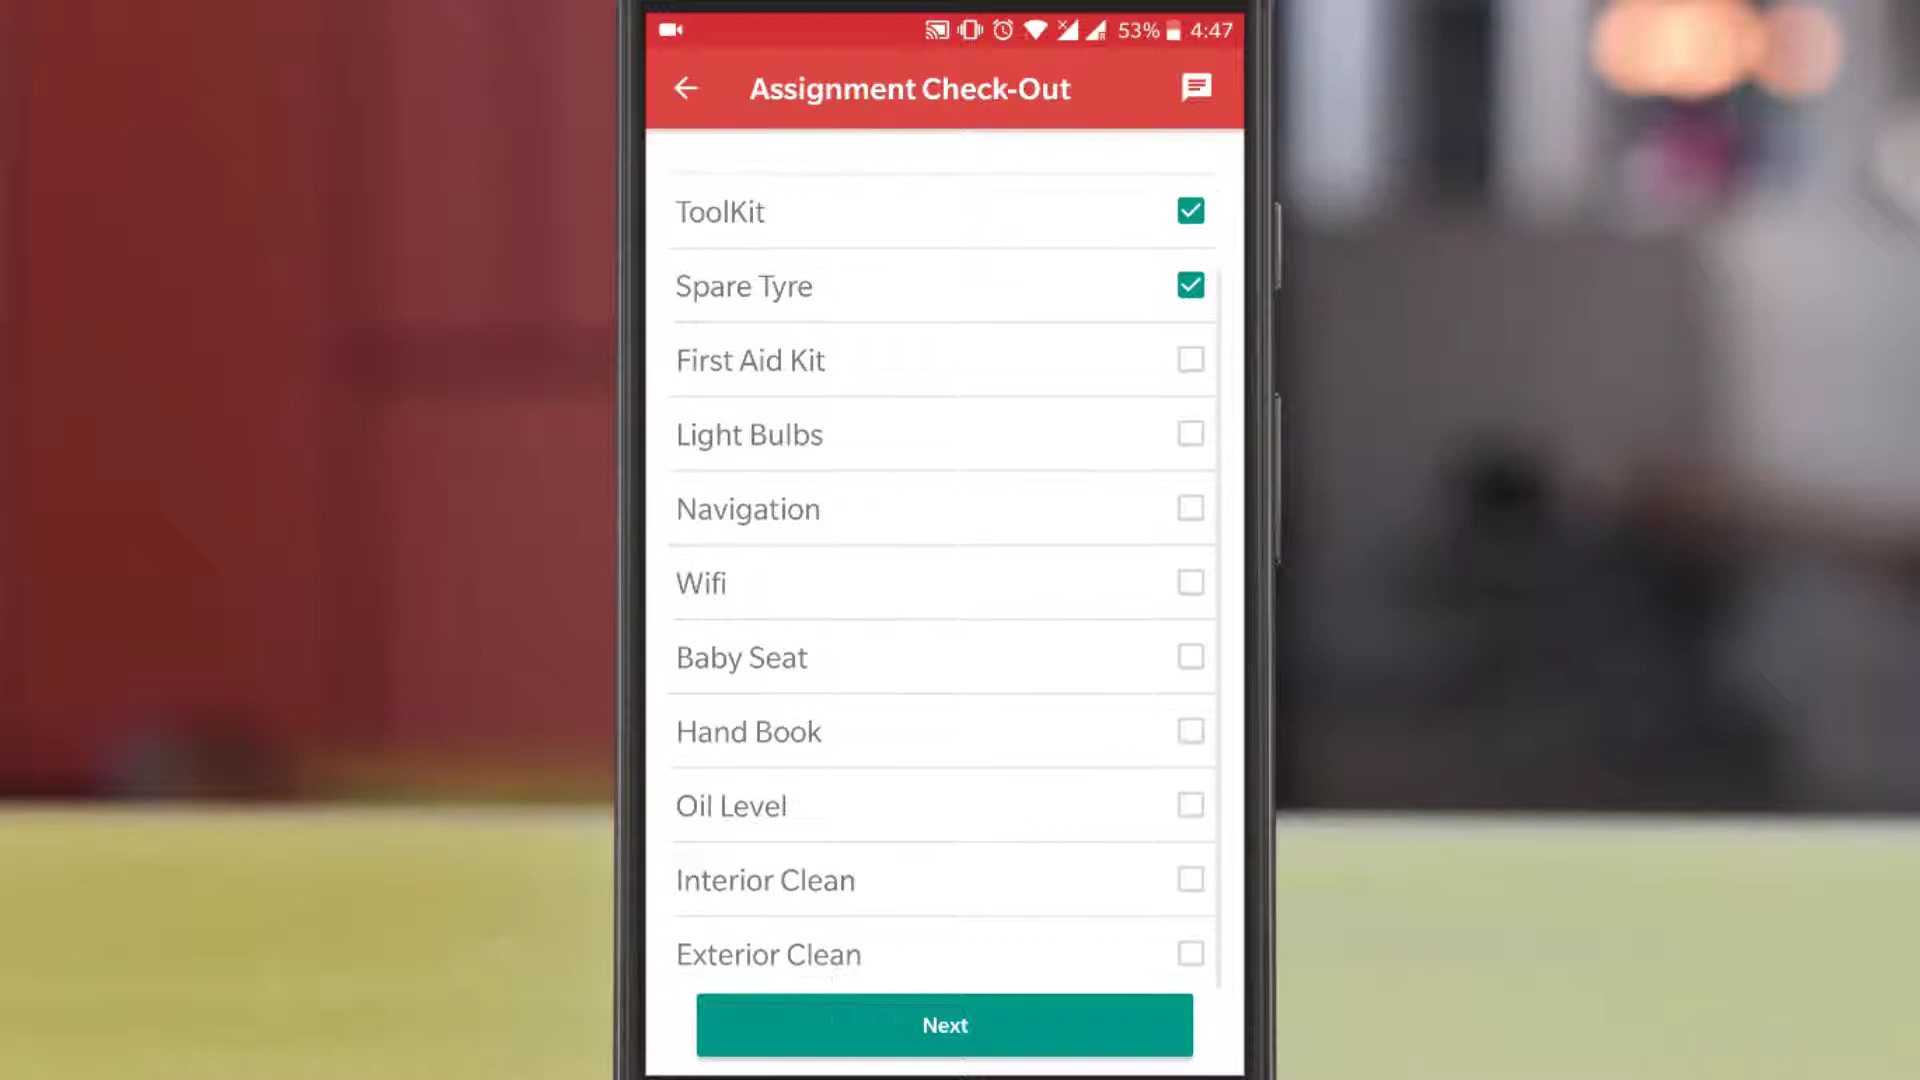 53% 4:47
Assignment Check-Out
ToolKit
Spare Tyre
First Aid Kit
Light Bulbs
Navigation
Wifi
Baby Seat
Hand Book
Oil Level
Interior Clean
Exterior Clean
Next